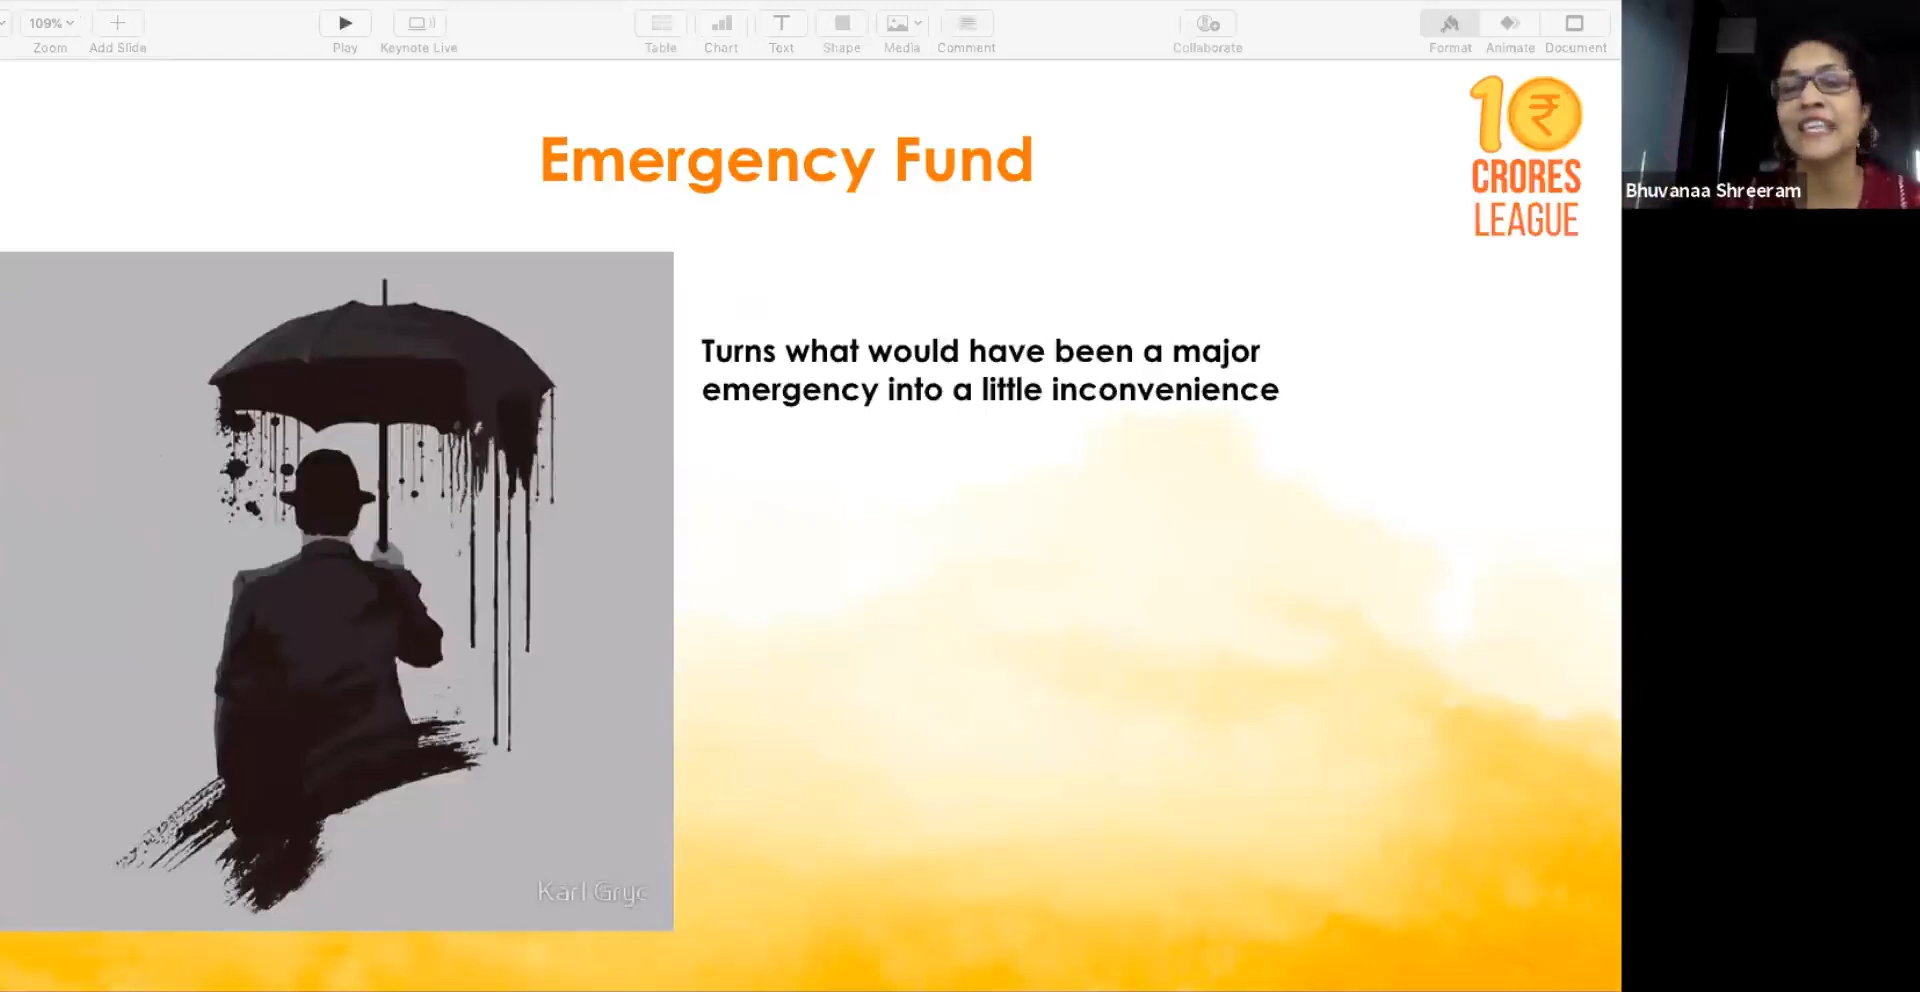 109%
Zoom
Add Slide
Play
Keynote Live
Table
Chart
Text
Shape
Media
Comment
Collaborate
Format
Animate
Document
Emergency Fund
1₹
CRORES
LEAGUE
Bhuvanaa Shreeram
Turns what would have been a major
emergency into a little inconvenience
Karl Gryc